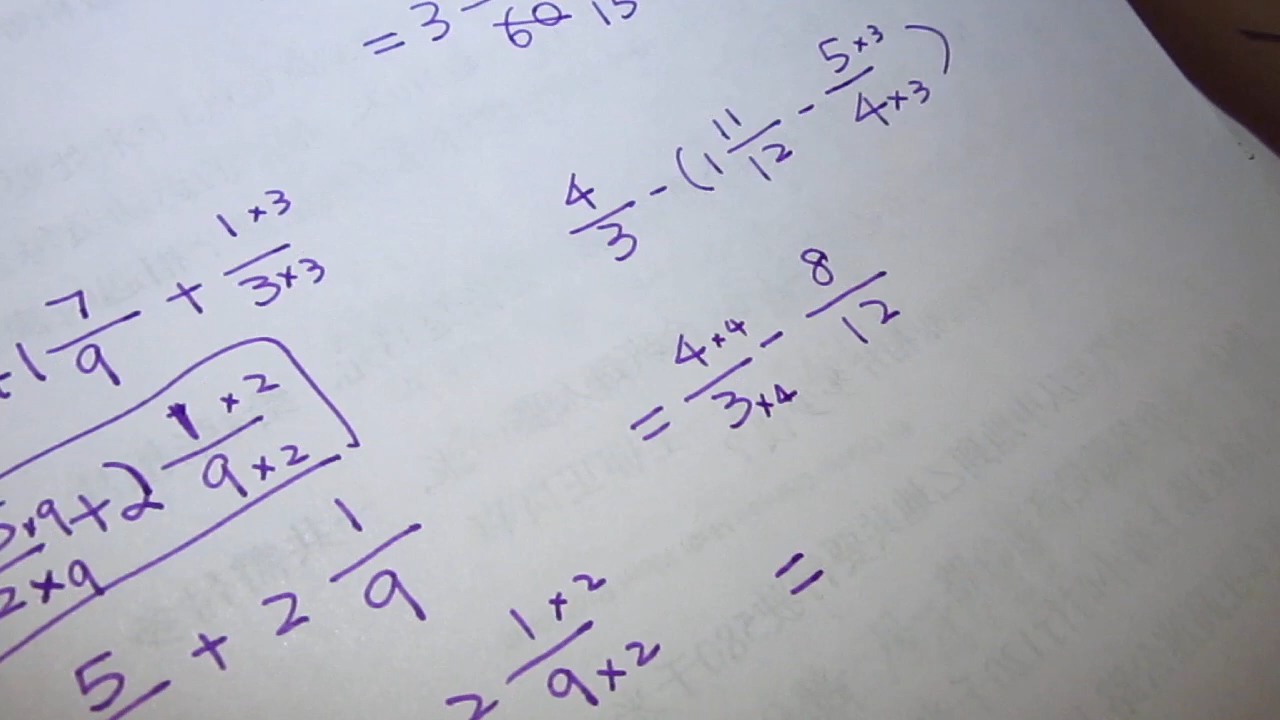 = 3 — 60 15
4/3 - (1 11/12 - 5×3/4×3)
1 7/9 + 1×3/3×3
= 4×4/3×4 - 8/12
×9 + 2 1×2/9×2
2×9
5 + 2 1/9
2 1×2/9×2
=